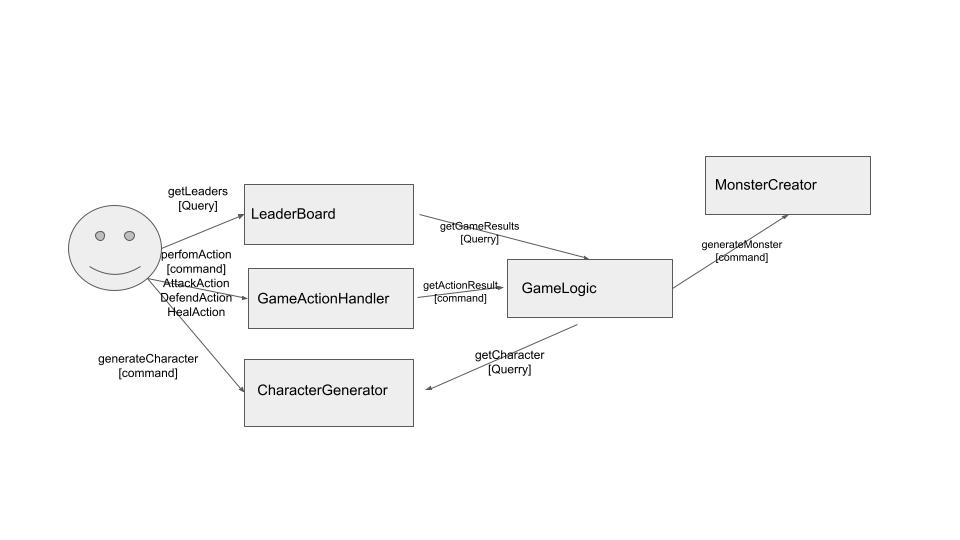 getLeaders
[Query]
LeaderBoard
perfomAction
[command]
AttackAction
DefendAction
HealAction
GameActionHandler
generateCharacter
[command]
CharacterGenerator
getGameResults
[Querry]
getActionResult
[command]
GameLogic
getCharacter
[Querry]
generateMonster
[command]
MonsterCreator